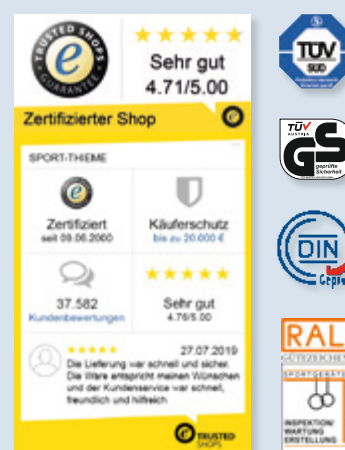 TRUSTED SHOPS
GUARANTEE
e
Sehr gut
4.71/5.00
Zertifizierter Shop
e
SPORT-THIEME
e
Zertifiziert
seit 09.06.2000
Käuferschutz
bis zu 20.000 €
37.582
Kundenbewertungen
Sehr gut
4.76/5.00
27.07.2019
Die Lieferung war schnell und sicher.
Die Ware entspricht meinen Wünschen
und der Kundenservice war schnell,
freundlich und hilfreich
e TRUSTED
SHOPS
TÜV
SÜD
TÜV
AUSTRIA
GS
geprüfte
Sicherheit
DIN
Gepr
RAL
GÜTEZEICHEN
SPORTGERÄTE
INSPEKTION
WARTUNG
ERSTELLUNG